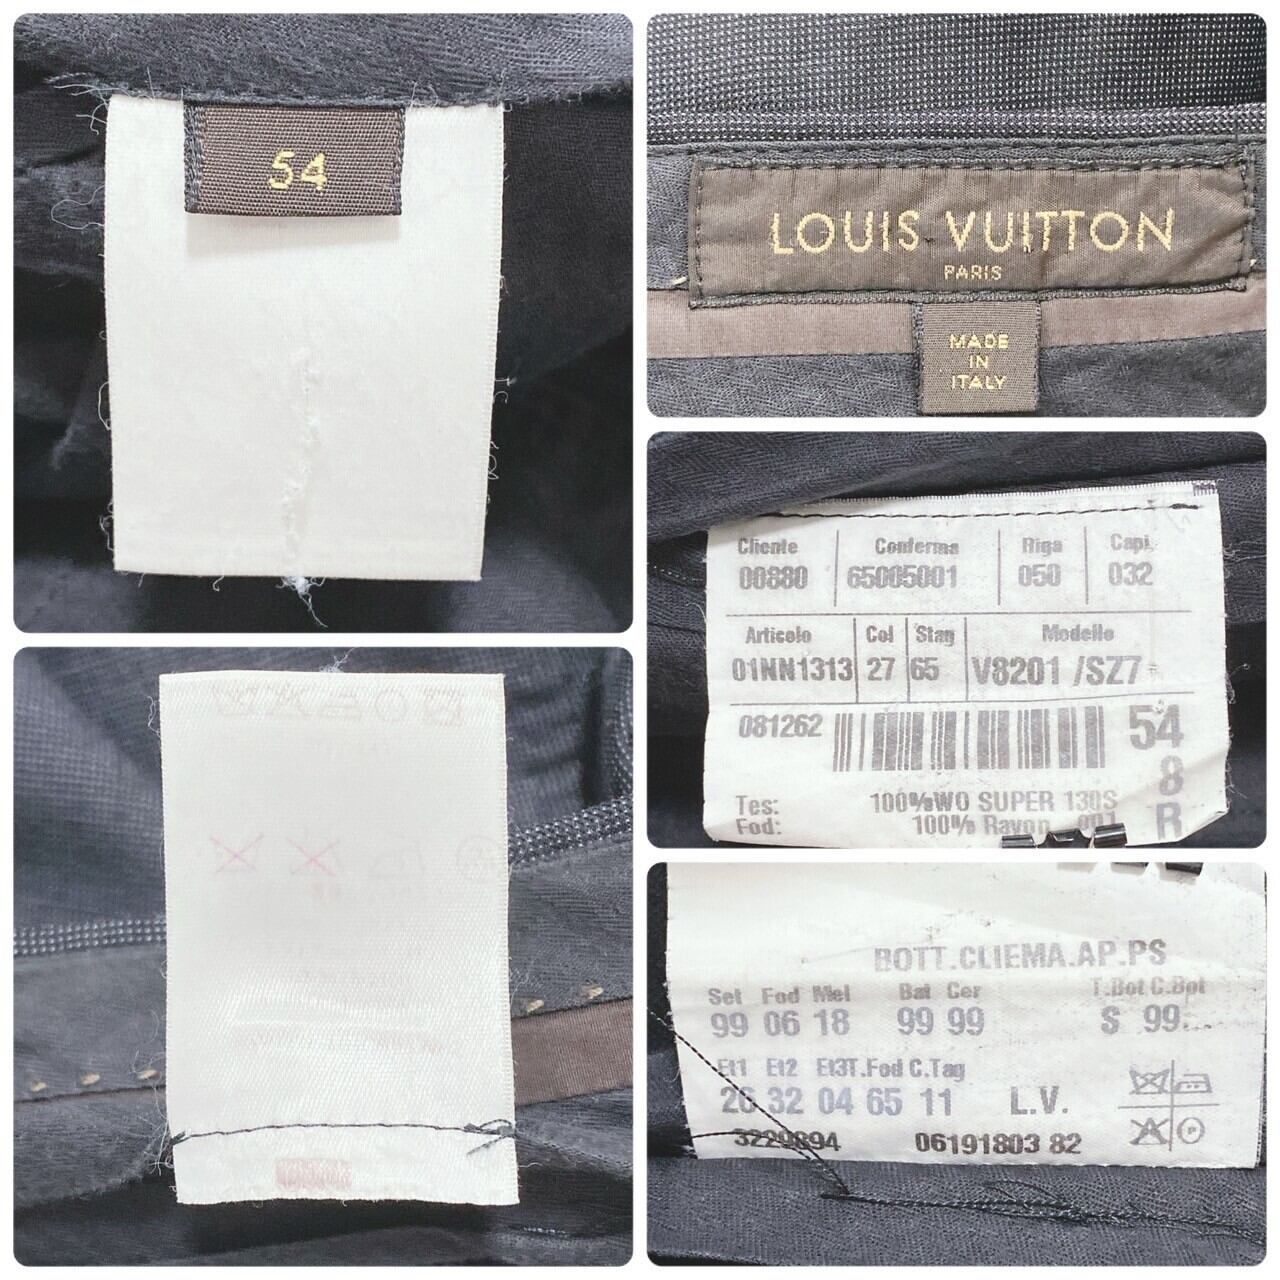 54
LOUIS VUITTON
PARIS
MADE
IN
ITALY
Cliente Conferma Riga Capi
00880 65005001 050 032
Articolo Col Stag Modello
01NN1313 27 65 V8201 /SZ7
081262 54
8
R
Tes: 100%WO SUPER 130S
Fod: 100% Rayon 001
BOTT.CLIEMA.AP.PS
Set Fod Mel Bat Cer T.Bot C.Bot
99 06 18 99 99 S 99
Et1 Et2 Et3T.Fod C.Tag
26 32 04 65 11 L.V.
3229894 06191803 82